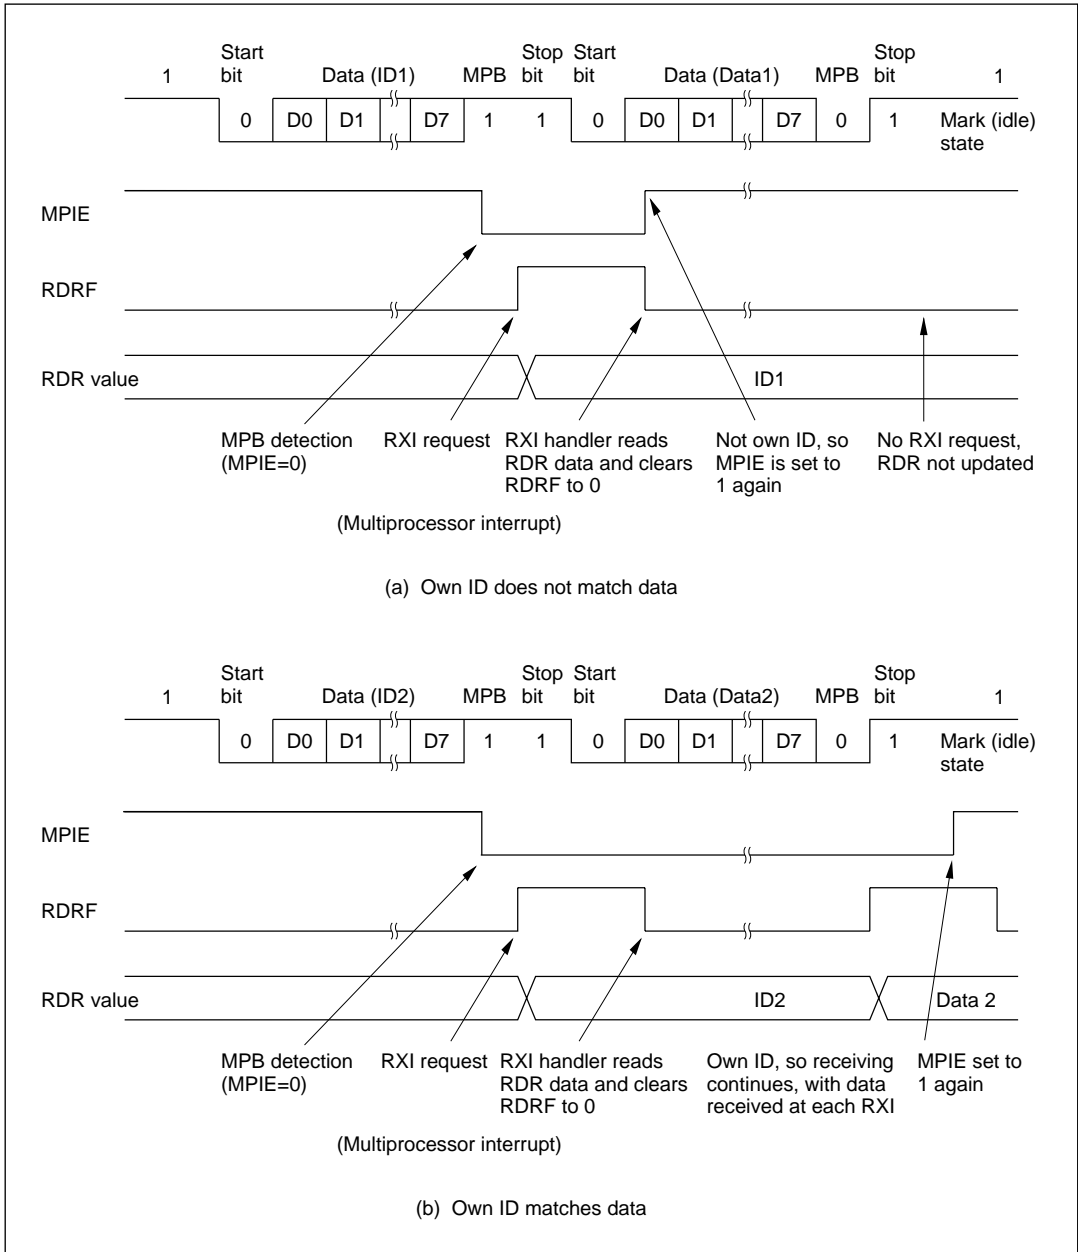 Start Stop Start Stop
1 bit Data (ID1) MPB bit bit Data (Data1) MPB bit 1
0 D0 D1 D7 1 1 0 D0 D1 D7 0 1 Mark (idle)
state
MPIE
RDRF
RDR value ID1
MPB detection
(MPIE=0)
RXI request
RXI handler reads
RDR data and clears
RDRF to 0
Not own ID, so
MPIE is set to
1 again
No RXI request,
RDR not updated
(Multiprocessor interrupt)
(a) Own ID does not match data
Start Stop Start Stop
1 bit Data (ID2) MPB bit bit Data (Data2) MPB bit 1
0 D0 D1 D7 1 1 0 D0 D1 D7 0 1 Mark (idle)
state
MPIE
RDRF
RDR value ID2 Data 2
MPB detection
(MPIE=0)
RXI request
RXI handler reads
RDR data and clears
RDRF to 0
Own ID, so receiving
continues, with data
received at each RXI
MPIE set to
1 again
(Multiprocessor interrupt)
(b) Own ID matches data